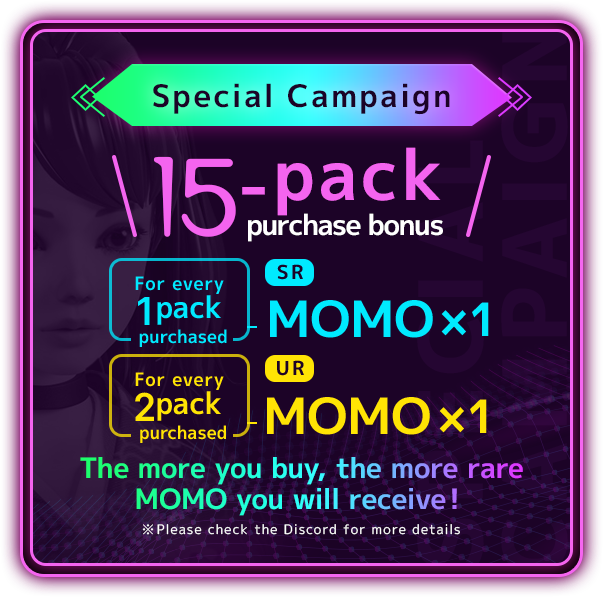 Special Campaign
15-pack
purchase bonus
For every
1pack
purchased
SR
MOMO×1
For every
2pack
purchased
UR
MOMO×1
The more you buy, the more rare
MOMO you will receive!
※Please check the Discord for more details